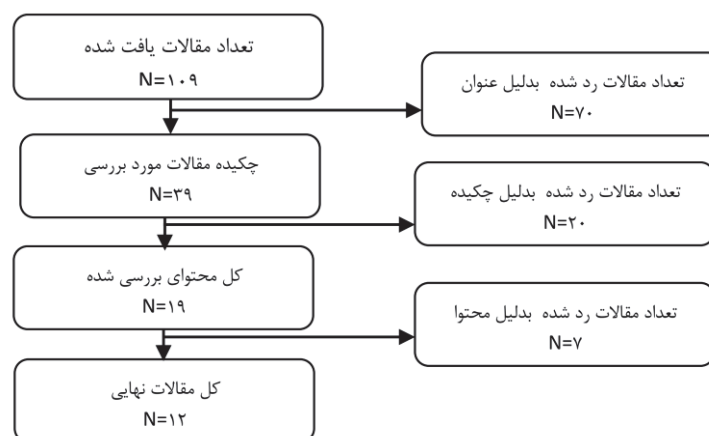 تعداد مقالات یافت شده
N=۱۰۹
تعداد مقالات رد شده بدلیل عنوان
N=۷۰
چکیده مقالات مورد بررسی
N=۳۹
تعداد مقالات رد شده بدلیل چکیده
N=۲۰
کل محتوای بررسی شده
N=۱۹
تعداد مقالات رد شده بدلیل محتوا
N=۷
کل مقالات نهایی
N=۱۲